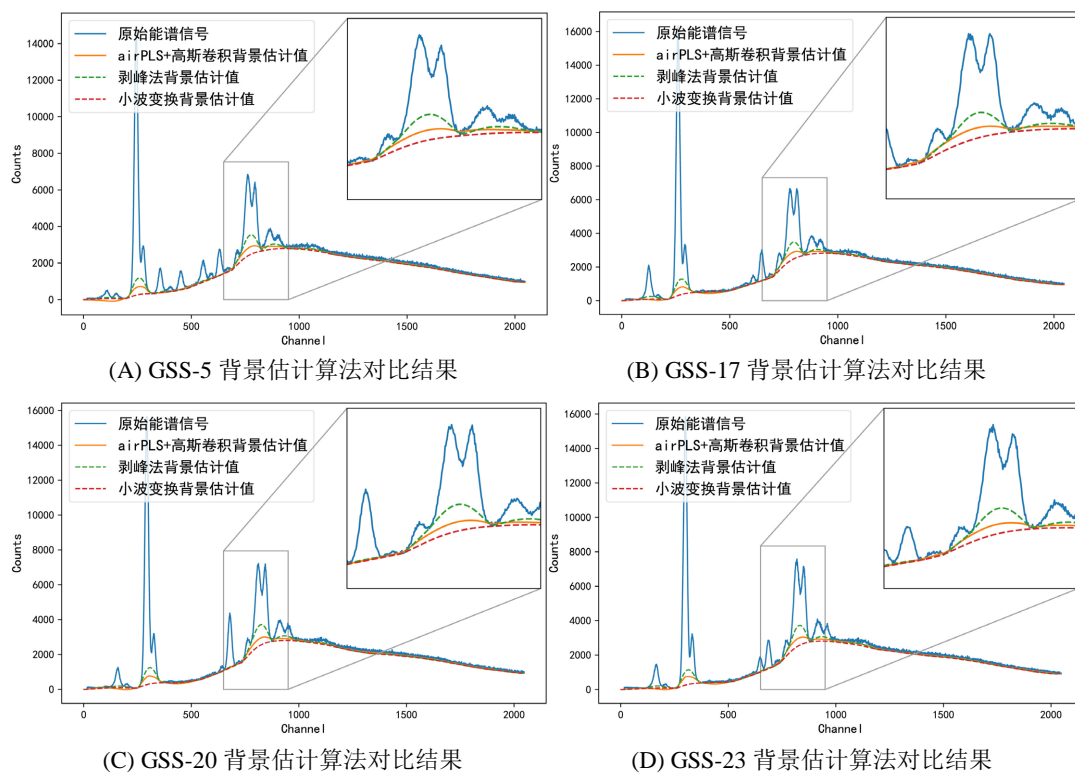 原始能谱信号
airPLS+高斯卷积背景估计值
剥峰法背景估计值
小波变换背景估计值
14000
12000
10000
8000
6000
4000
2000
0
Counts
0
500
1000
1500
2000
Channel
(A) GSS-5 背景估计算法对比结果
原始能谱信号
airPLS+高斯卷积背景估计值
剥峰法背景估计值
小波变换背景估计值
16000
14000
12000
10000
8000
6000
4000
2000
0
Counts
0
500
1000
1500
2000
Channel
(B) GSS-17 背景估计算法对比结果
原始能谱信号
airPLS+高斯卷积背景估计值
剥峰法背景估计值
小波变换背景估计值
16000
14000
12000
10000
8000
6000
4000
2000
0
Counts
0
500
1000
1500
2000
Channel
(C) GSS-20 背景估计算法对比结果
原始能谱信号
airPLS+高斯卷积背景估计值
剥峰法背景估计值
小波变换背景估计值
16000
14000
12000
10000
8000
6000
4000
2000
0
Counts
0
500
1000
1500
2000
Channel
(D) GSS-23 背景估计算法对比结果